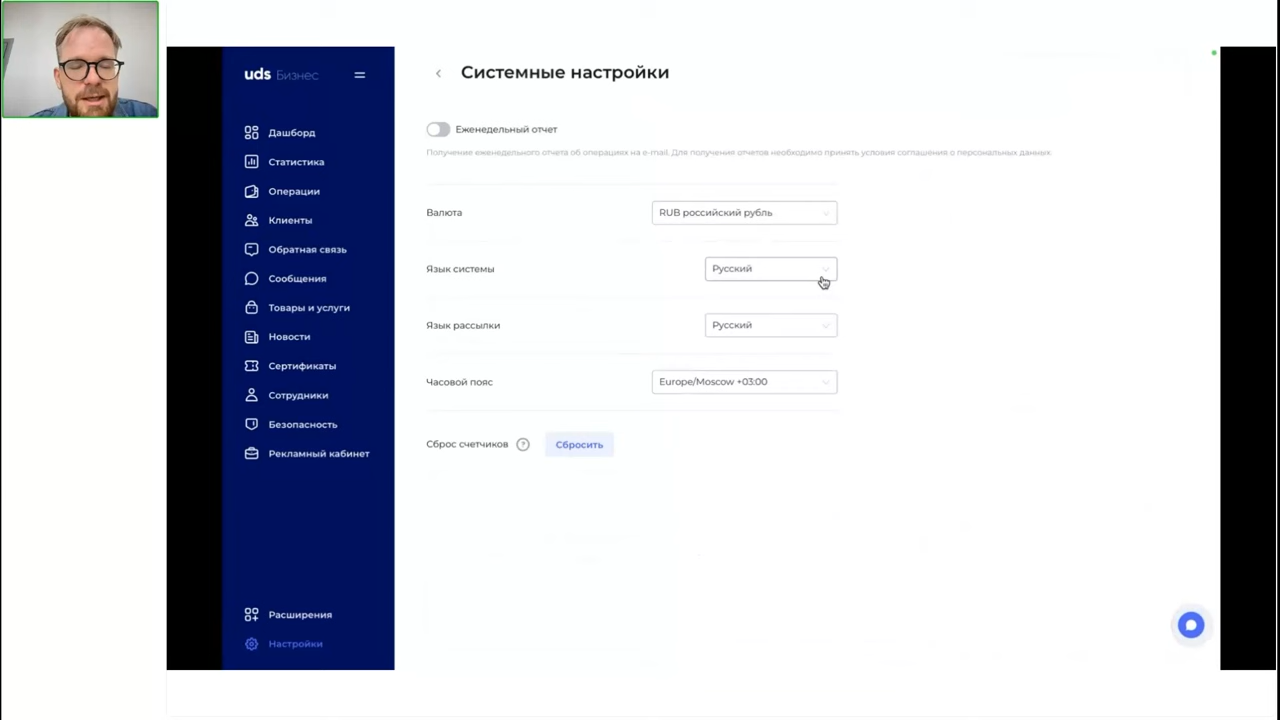 uds Бизнес
Дашборд
Статистика
Операции
Клиенты
Обратная связь
Сообщения
Товары и услуги
Новости
Сертификаты
Сотрудники
Безопасность
Рекламный кабинет
Расширения
Настройки
Системные настройки
Еженедельный отчет
Получение еженедельного отчета об операциях на e-mail. Для получения отчетов необходимо принять условия соглашения о персональных данных.
Валюта
RUB российский рубль
Язык системы
Русский
Язык рассылки
Русский
Часовой пояс
Europe/Moscow +03:00
Сброс счетчиков ?
Сбросить